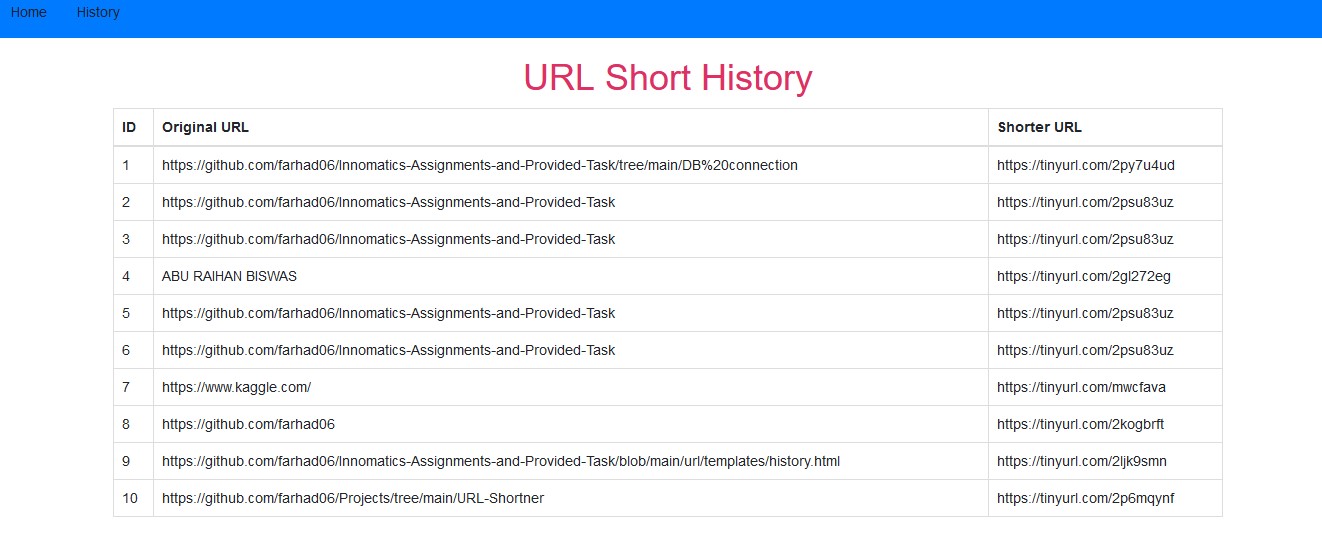 Home History
URL Short History
ID Original URL Shorter URL
1 https://github.com/farhad06/Innomatics-Assignments-and-Provided-Task/tree/main/DB%20connection https://tinyurl.com/2py7u4ud
2 https://github.com/farhad06/Innomatics-Assignments-and-Provided-Task https://tinyurl.com/2psu83uz
3 https://github.com/farhad06/Innomatics-Assignments-and-Provided-Task https://tinyurl.com/2psu83uz
4 ABU RAIHAN BISWAS https://tinyurl.com/2gl272eg
5 https://github.com/farhad06/Innomatics-Assignments-and-Provided-Task https://tinyurl.com/2psu83uz
6 https://github.com/farhad06/Innomatics-Assignments-and-Provided-Task https://tinyurl.com/2psu83uz
7 https://www.kaggle.com/ https://tinyurl.com/mwcfava
8 https://github.com/farhad06 https://tinyurl.com/2kogbrft
9 https://github.com/farhad06/Innomatics-Assignments-and-Provided-Task/blob/main/url/templates/history.html https://tinyurl.com/2ljk9smn
10 https://github.com/farhad06/Projects/tree/main/URL-Shortner https://tinyurl.com/2p6mqynf